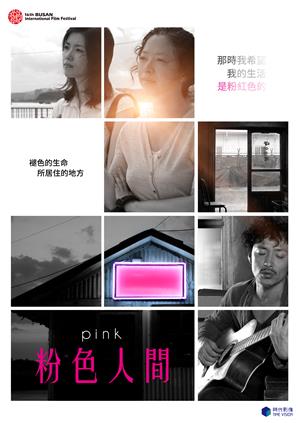 16th BUSAN
International Film Festival
那時我希望
我的生活
是粉紅色的
褪色的生命
所居住的地方
pink
粉色人間
時代影像
TIME VISION